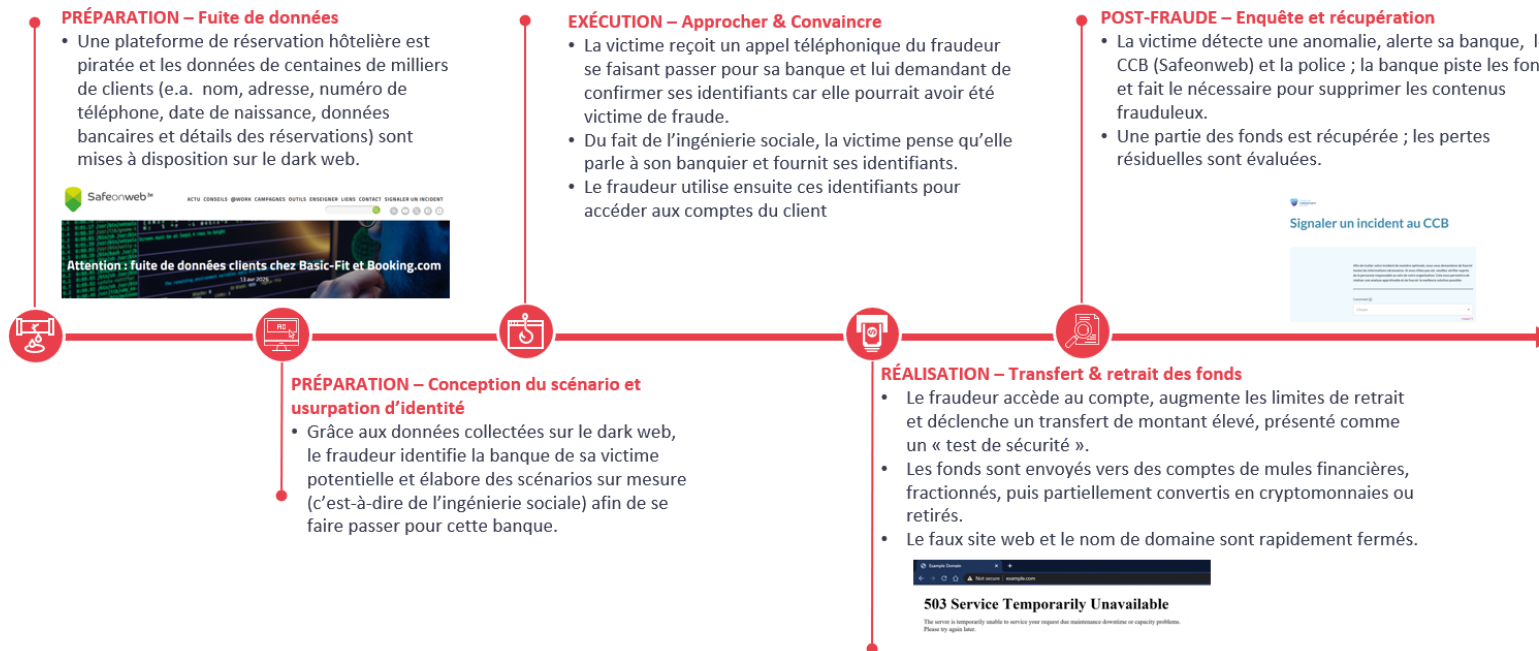 PRÉPARATION – Fuite de données
• Une plateforme de réservation hôtelière est
piratée et les données de centaines de milliers
de clients (e.a. nom, adresse, numéro de
téléphone, date de naissance, données
bancaires et détails des réservations) sont
mises à disposition sur le dark web.
Safeonweb.be
ACTU CONSEILS @WORK CAMPAGNES OUTILS ENSEIGNER LIENS CONTACT SIGNALER UN INCIDENT
Attention : fuite de données clients chez Basic-Fit et Booking.com
EXÉCUTION – Approcher & Convaincre
• La victime reçoit un appel téléphonique du fraudeur
se faisant passer pour sa banque et lui demandant de
confirmer ses identifiants car elle pourrait avoir été
victime de fraude.
• Du fait de l’ingénierie sociale, la victime pense qu’elle
parle à son banquier et fournit ses identifiants.
• Le fraudeur utilise ensuite ces identifiants pour
accéder aux comptes du client
POST-FRAUDE – Enquête et récupération
• La victime détecte une anomalie, alerte sa banque, l
CCB (Safeonweb) et la police ; la banque piste les fon
et fait le nécessaire pour supprimer les contenus
frauduleux.
• Une partie des fonds est récupérée ; les pertes
résiduelles sont évaluées.
Signaler un incident au CCB
PRÉPARATION – Conception du scénario et
usurpation d’identité
• Grâce aux données collectées sur le dark web,
le fraudeur identifie la banque de sa victime
potentielle et élabore des scénarios sur mesure
(c’est-à-dire de l’ingénierie sociale) afin de se
faire passer pour cette banque.
RÉALISATION – Transfert & retrait des fonds
• Le fraudeur accède au compte, augmente les limites de retrait
et déclenche un transfert de montant élevé, présenté comme
un « test de sécurité ».
• Les fonds sont envoyés vers des comptes de mules financières,
fractionnés, puis partiellement convertis en cryptomonnaies ou
retirés.
• Le faux site web et le nom de domaine sont rapidement fermés.
Example Domain
Not secure example.com
503 Service Temporarily Unavailable
The server is temporarily unable to service your request due maintenance downtime or capacity problems.
Please try again later.